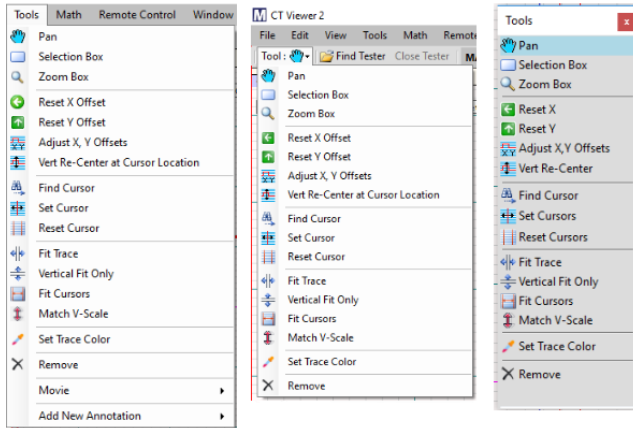 Tools Math Remote Control Window
Pan
Selection Box
Zoom Box
Reset X Offset
Reset Y Offset
Adjust X, Y Offsets
Vert Re-Center at Cursor Location
Find Cursor
Set Cursor
Reset Cursor
Fit Trace
Vertical Fit Only
Fit Cursors
Match V-Scale
Set Trace Color
Remove
Movie
Add New Annotation
M CT Viewer 2
File Edit View Tools Math Remote
Tool: Find Tester Close Tester
Pan
Selection Box
Zoom Box
Reset X Offset
Reset Y Offset
Adjust X, Y Offsets
Vert Re-Center at Cursor Location
Find Cursor
Set Cursor
Reset Cursor
Fit Trace
Vertical Fit Only
Fit Cursors
Match V-Scale
Set Trace Color
Remove
Tools x
Pan
Selection Box
Zoom Box
Reset X
Reset Y
Adjust X,Y Offsets
Vert Re-Center
Find Cursor
Set Cursors
Reset Cursors
Fit Trace
Vertical Fit Only
Fit Cursors
Match V-Scale
Set Trace Color
Remove